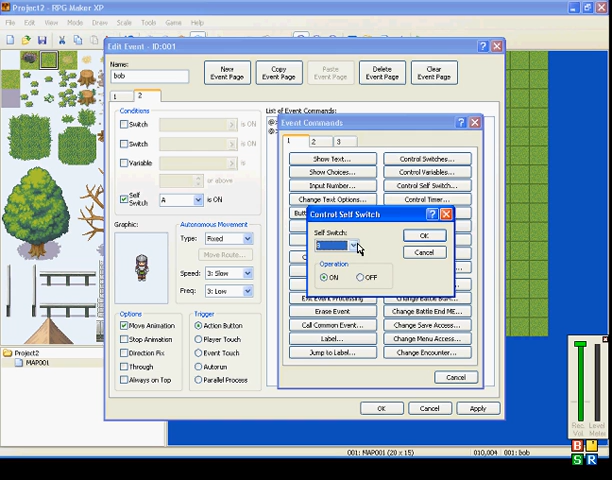 Project2 - RPG Maker XP
File Edit View Mode Draw Scale Tools Game Help
Edit Event - ID:001
Name:
bob
New
Event Page
Copy
Event Page
Paste
Event Page
Delete
Event Page
Clear
Event Page
1 2
Conditions
Switch is ON
Switch is ON
Variable is
or above
Self
Switch A is ON
Graphic:
Autonomous Movement
Type: Fixed
Move Route...
Speed: 3: Slow
Freq: 3: Low
Options
Move Animation
Stop Animation
Direction Fix
Through
Always on Top
Trigger
Action Button
Player Touch
Event Touch
Autorun
Parallel Process
List of Event Commands:
@>
Event Commands
1 2 3
Show Text... Control Switches...
Show Choices... Control Variables...
Input Number... Control Self Switch...
Change Text Options... Control Timer...
Control Self Switch
Self Switch:
B
OK
Cancel
Operation
ON OFF
Exit Event Processing
Erase Event Change Battle End ME...
Call Common Event... Change Save Access...
Label... Change Menu Access...
Jump to Label... Change Encounter...
Cancel
OK Cancel Apply
Project2
MAP001
Rec.
Vol
Level
Meter
B
S R
001: MAP001 (20 x 15) 010,004 001: bob